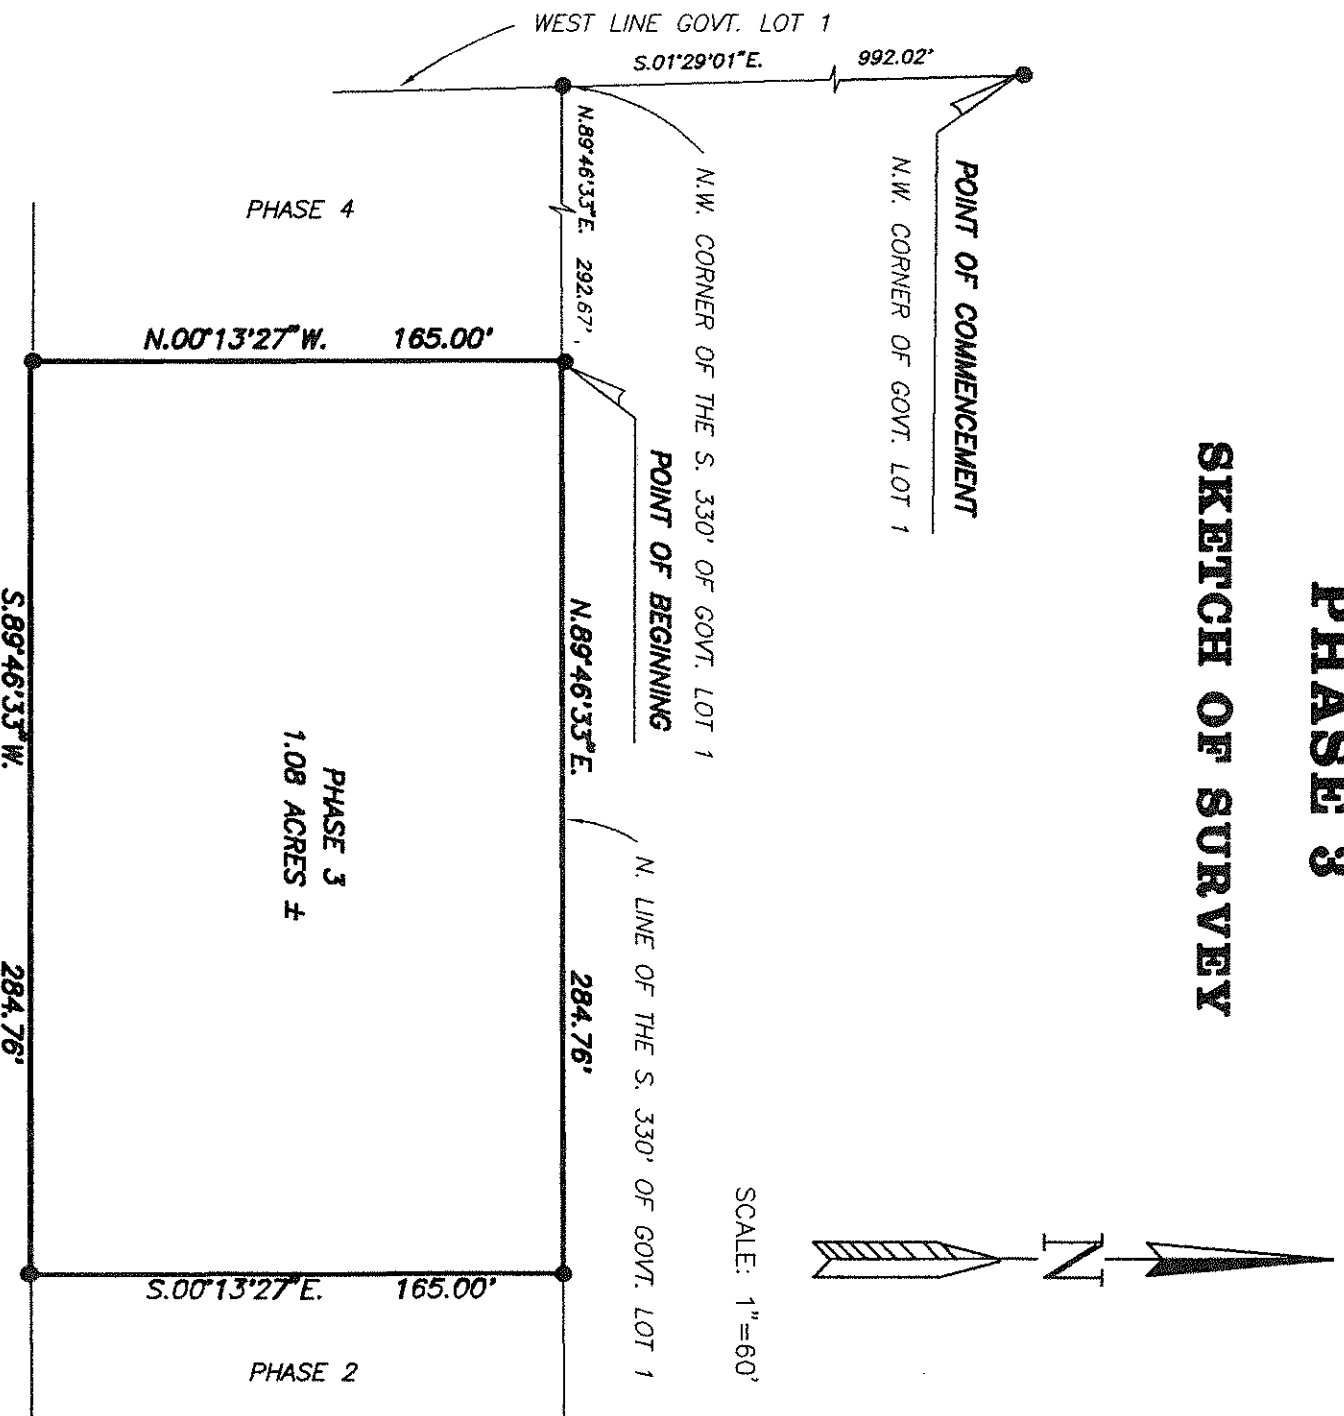 PHASE 3
SKETCH OF SURVEY
SCALE: 1"=60'
N
POINT OF COMMENCEMENT
N.W. CORNER OF GOVT. LOT 1
WEST LINE GOVT. LOT 1
S.01°29'01"E. 992.02'
N.W. CORNER OF THE S. 330' OF GOVT. LOT 1
N.89°46'33"E. 292.67'
POINT OF BEGINNING
N. LINE OF THE S. 330' OF GOVT. LOT 1
N.89°46'33"E. 284.76'
PHASE 4
N.00°13'27"W. 165.00'
PHASE 3
1.08 ACRES ±
S.00°13'27"E. 165.00'
PHASE 2
S.89°46'33"W. 284.76'